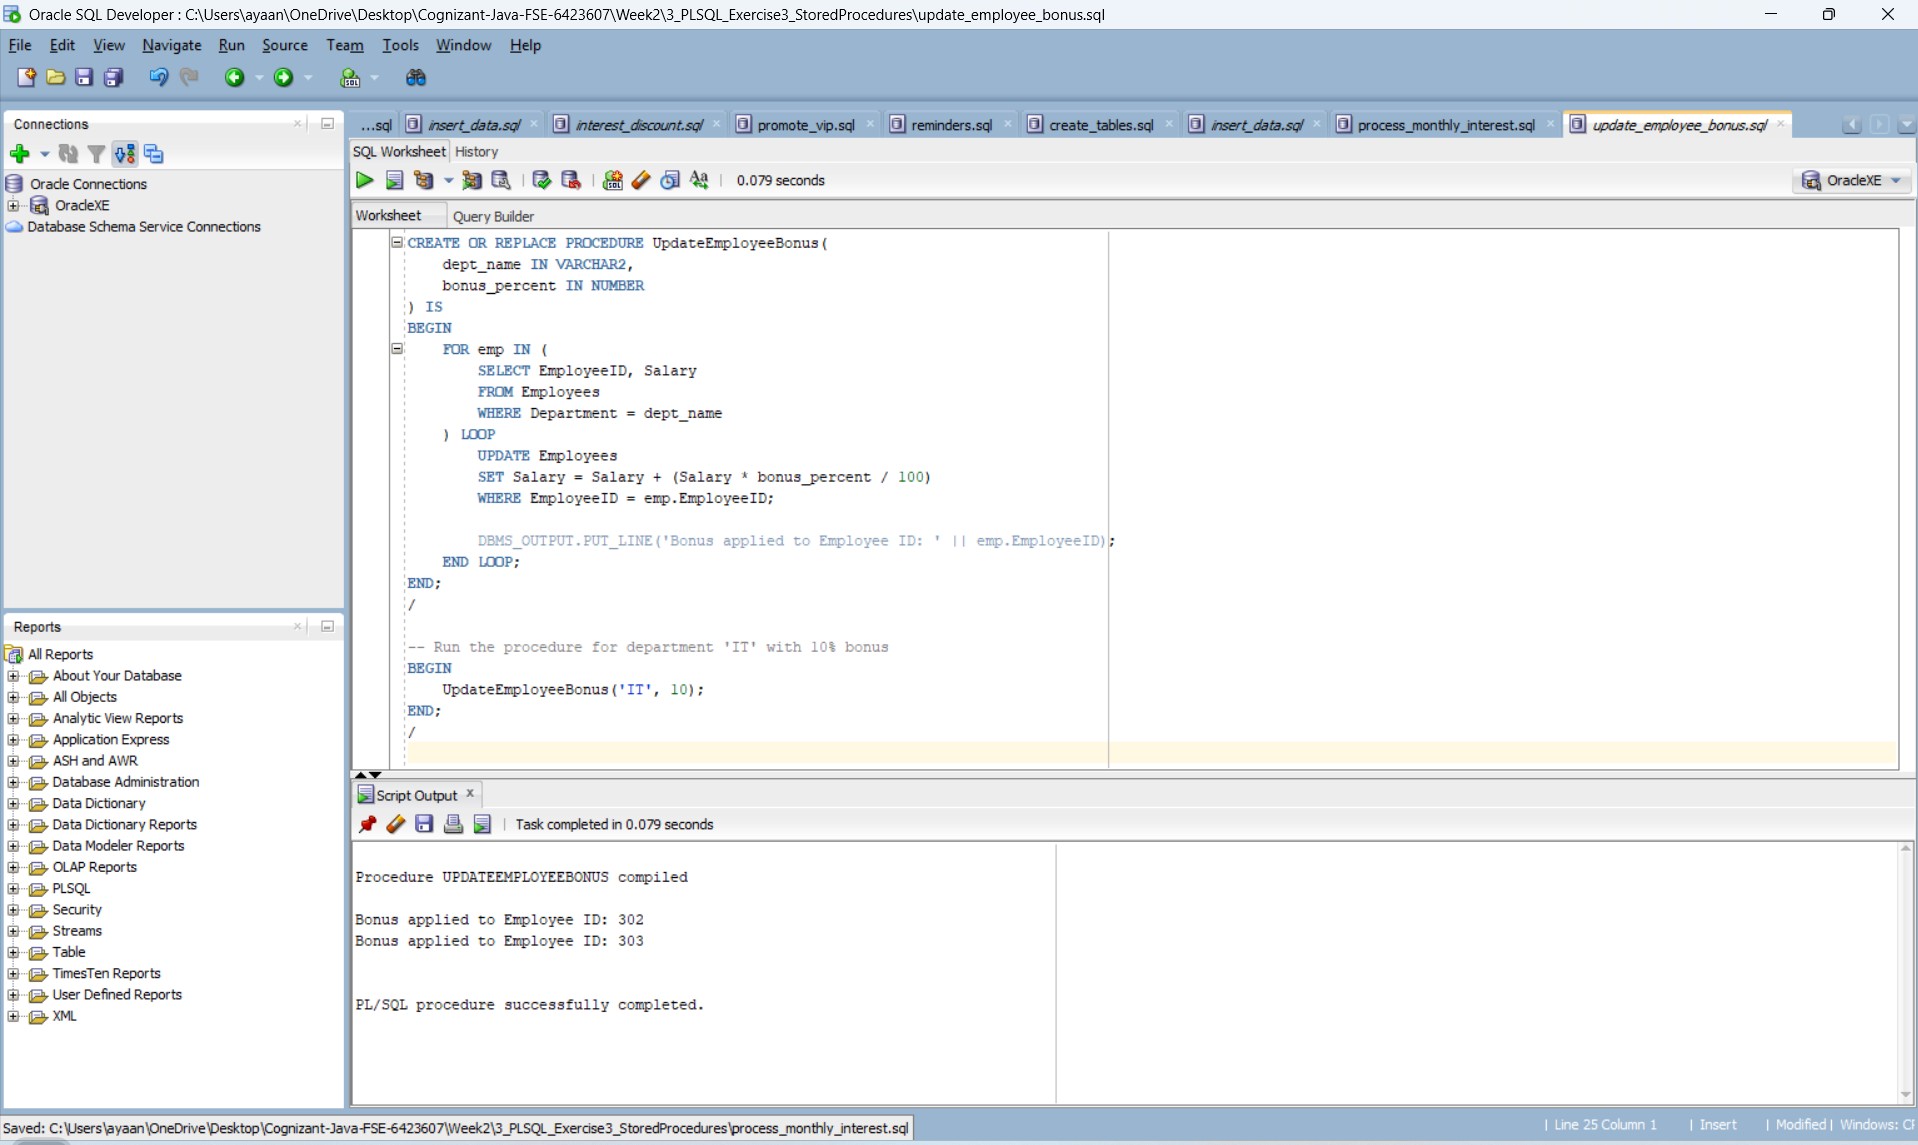 Oracle SQL Developer : C:\Users\ayaan\OneDrive\Desktop\Cognizant-Java-FSE-6423607\Week2\3_PLSQL_Exercise3_StoredProcedures\update_employee_bonus.sql
File Edit View Navigate Run Source Team Tools Window Help
Connections
Oracle Connections
OracleXE
Database Schema Service Connections
Reports
All Reports
About Your Database
All Objects
Analytic View Reports
Application Express
ASH and AWR
Database Administration
Data Dictionary
Data Dictionary Reports
Data Modeler Reports
OLAP Reports
PLSQL
Security
Streams
Table
TimesTen Reports
User Defined Reports
XML
...sql insert_data.sql interest_discount.sql promote_vip.sql reminders.sql create_tables.sql insert_data.sql process_monthly_interest.sql update_employee_bonus.sql
SQL Worksheet History
0.079 seconds
OracleXE
Worksheet Query Builder
CREATE OR REPLACE PROCEDURE UpdateEmployeeBonus(
dept_name IN VARCHAR2,
bonus_percent IN NUMBER
) IS
BEGIN
FOR emp IN (
SELECT EmployeeID, Salary
FROM Employees
WHERE Department = dept_name
) LOOP
UPDATE Employees
SET Salary = Salary + (Salary * bonus_percent / 100)
WHERE EmployeeID = emp.EmployeeID;
DBMS_OUTPUT.PUT_LINE('Bonus applied to Employee ID: ' || emp.EmployeeID);
END LOOP;
END;
/
-- Run the procedure for department 'IT' with 10% bonus
BEGIN
UpdateEmployeeBonus('IT', 10);
END;
/
Script Output
Task completed in 0.079 seconds
Procedure UPDATEEMPLOYEEBONUS compiled
Bonus applied to Employee ID: 302
Bonus applied to Employee ID: 303
PL/SQL procedure successfully completed.
Saved: C:\Users\ayaan\OneDrive\Desktop\Cognizant-Java-FSE-6423607\Week2\3_PLSQL_Exercise3_StoredProcedures\process_monthly_interest.sql
Line 25 Column 1 | Insert | Modified | Windows: CF